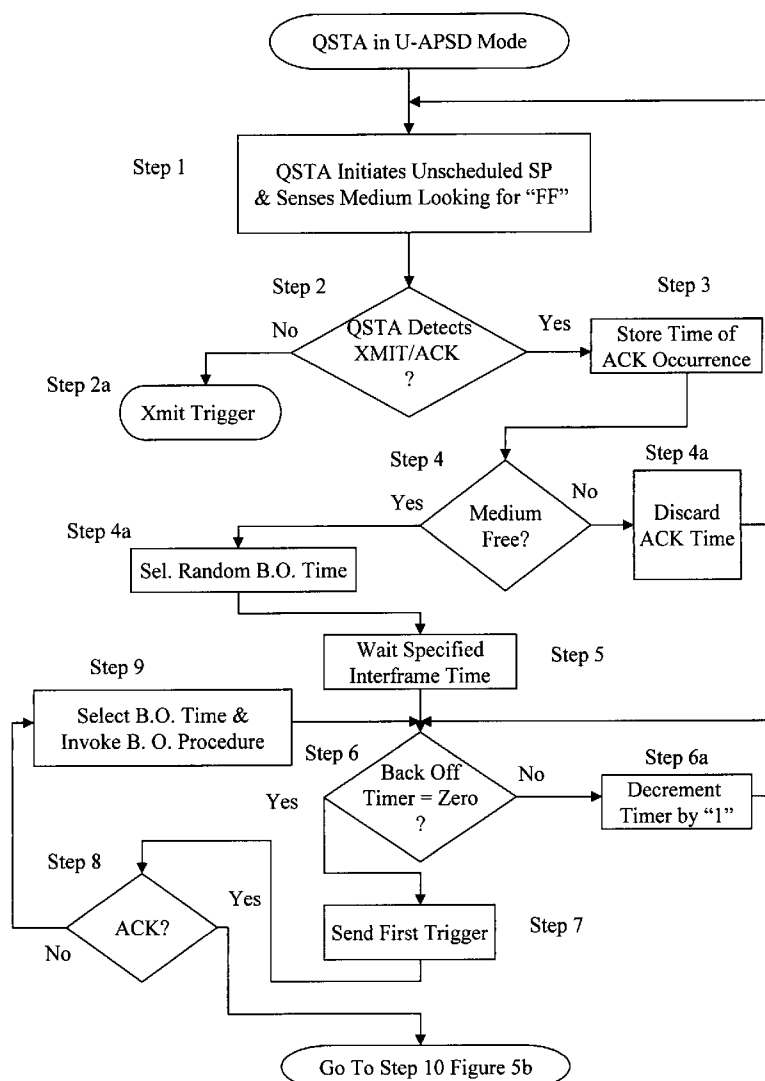 QSTA in U-APSD Mode
Step 1
QSTA Initiates Unscheduled SP
& Senses Medium Looking for “FF”
Step 2
Step 3
No
QSTA Detects
XMIT/ACK
?
Yes
Store Time of
ACK Occurrence
Step 2a
Xmit Trigger
Step 4
Step 4a
Yes
Medium
Free?
No
Discard
ACK Time
Step 4a
Sel. Random B.O. Time
Wait Specified
Interframe Time
Step 5
Step 9
Select B.O. Time &
Invoke B. O. Procedure
Step 6
Back Off
Timer = Zero
?
Yes
No
Step 6a
Decrement
Timer by “1”
Step 8
ACK?
Yes
No
Send First Trigger
Step 7
Go To Step 10 Figure 5b